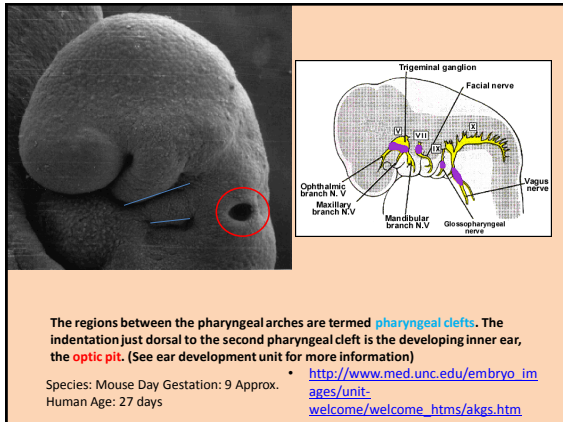 Trigeminal ganglion
Facial nerve
V
VII
IX
X
Ophthalmic
branch N. V
Maxillary
branch N.V
Mandibular
branch N.V
Glossopharyngeal
nerve
Vagus
nerve
The regions between the pharyngeal arches are termed pharyngeal clefts. The
indentation just dorsal to the second pharyngeal cleft is the developing inner ear,
the optic pit. (See ear development unit for more information)
Species: Mouse Day Gestation: 9 Approx.
Human Age: 27 days
• http://www.med.unc.edu/embryo_im
ages/unit-
welcome/welcome_htms/akgs.htm